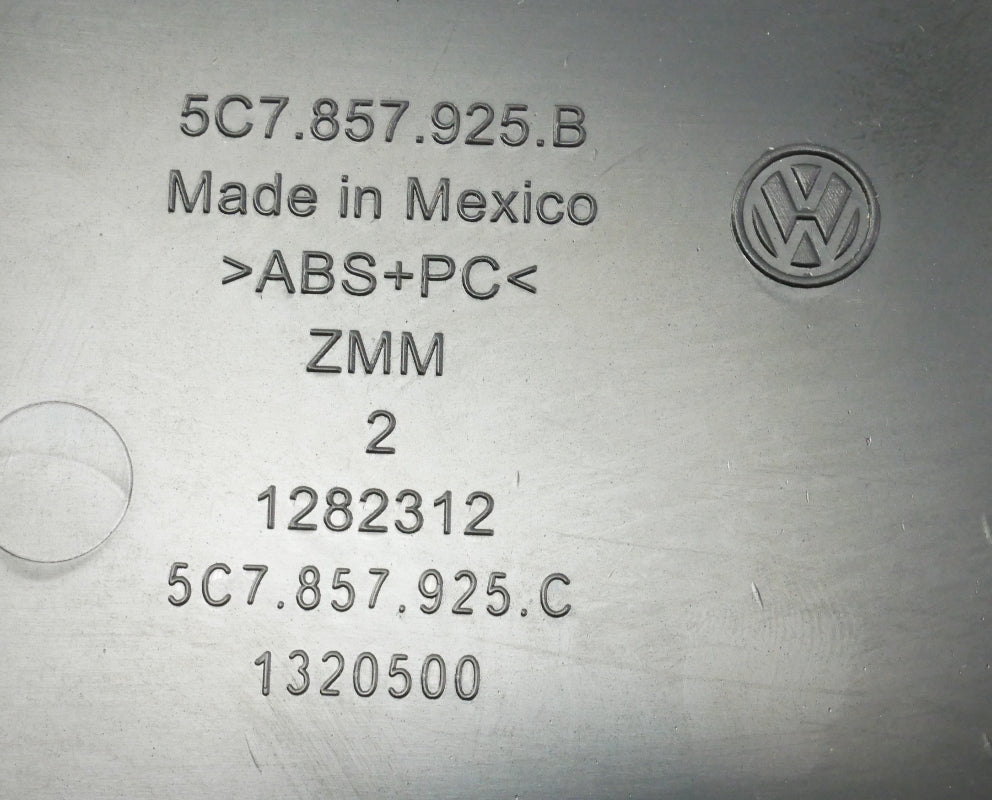 5C7.857.925.B
Made in Mexico
>ABS+PC<
ZMM
2
1282312
5C7.857.925.C
1320500